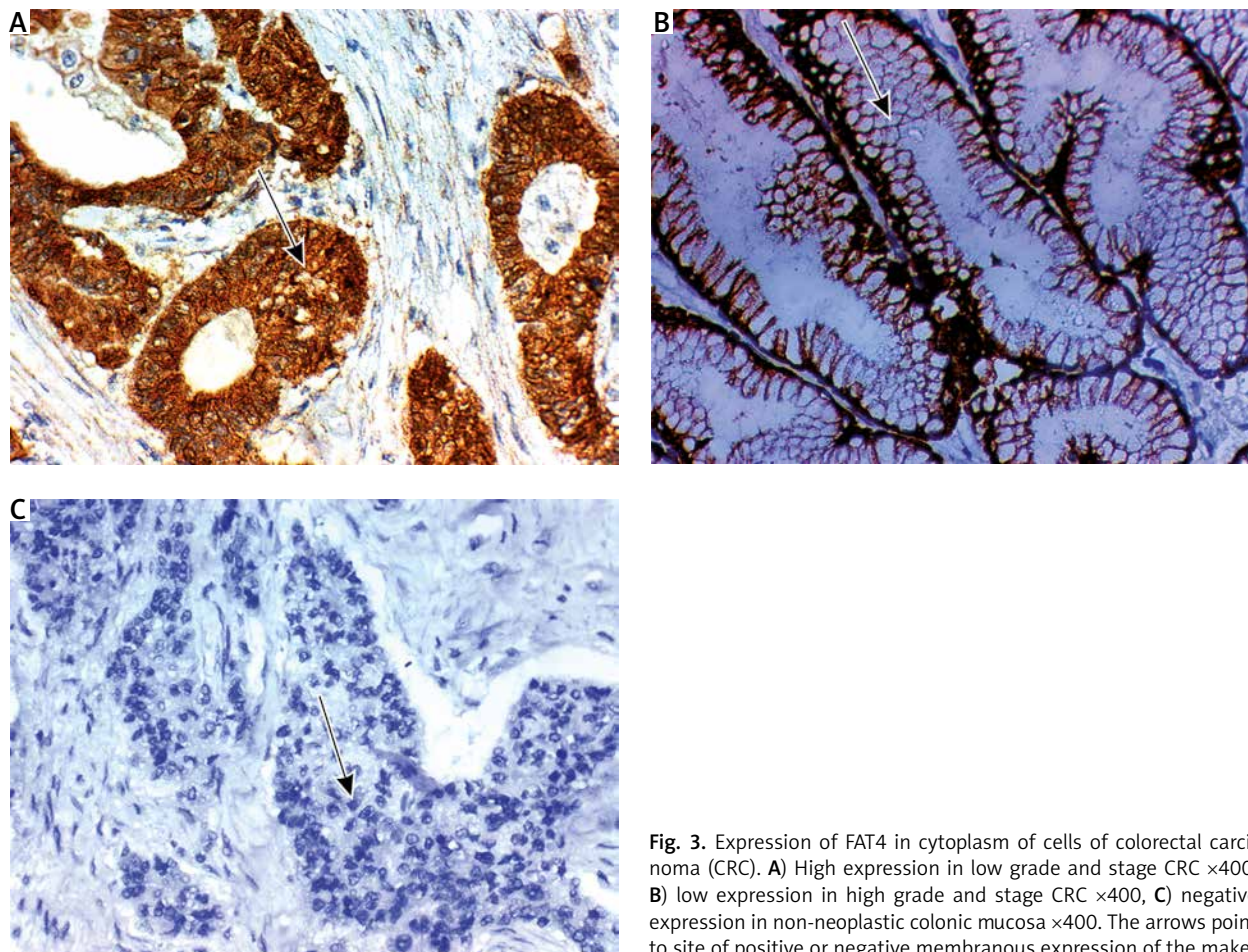 A
B
C
Fig. 3. Expression of FAT4 in cytoplasm of cells of colorectal carci
noma (CRC). A) High expression in low grade and stage CRC ×400
B) low expression in high grade and stage CRC ×400, C) negative
expression in non-neoplastic colonic mucosa ×400. The arrows poin
to site of positive or negative membranous expression of the make